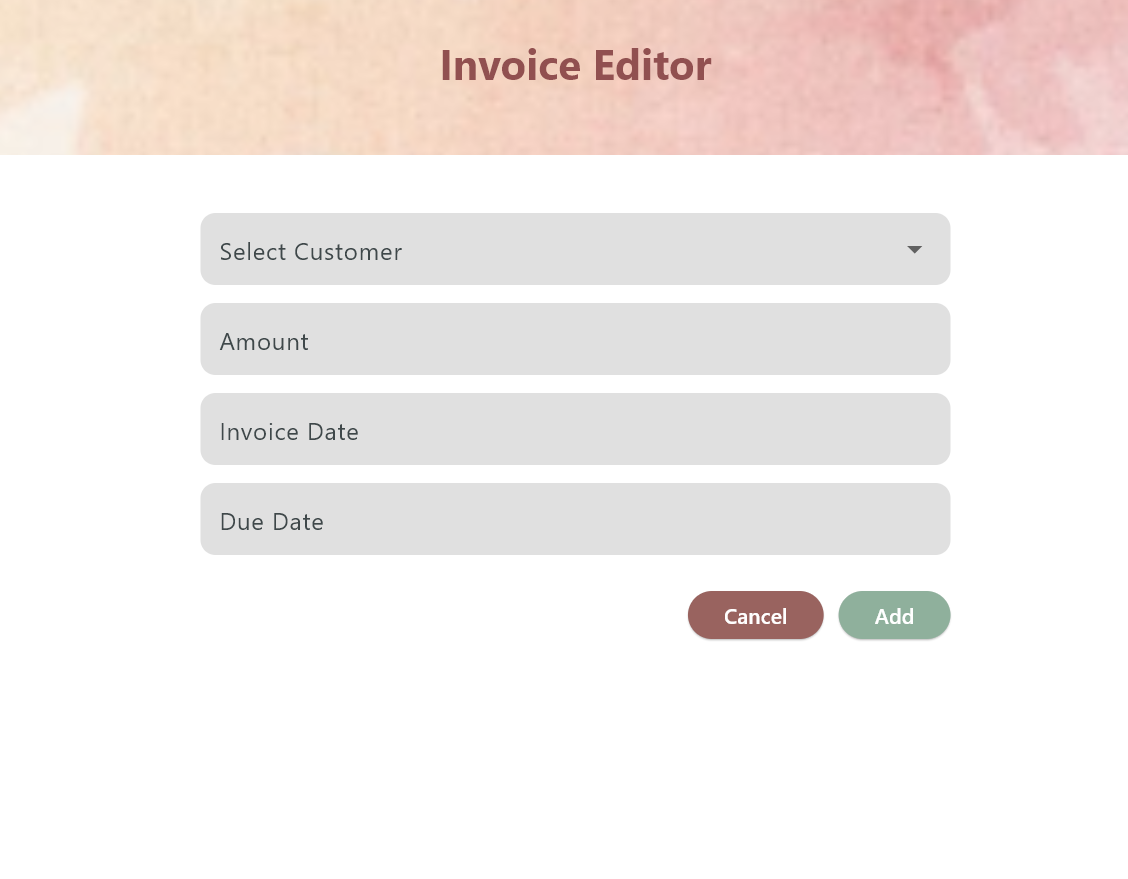 Invoice Editor
Select Customer
Amount
Invoice Date
Due Date
Cancel Add